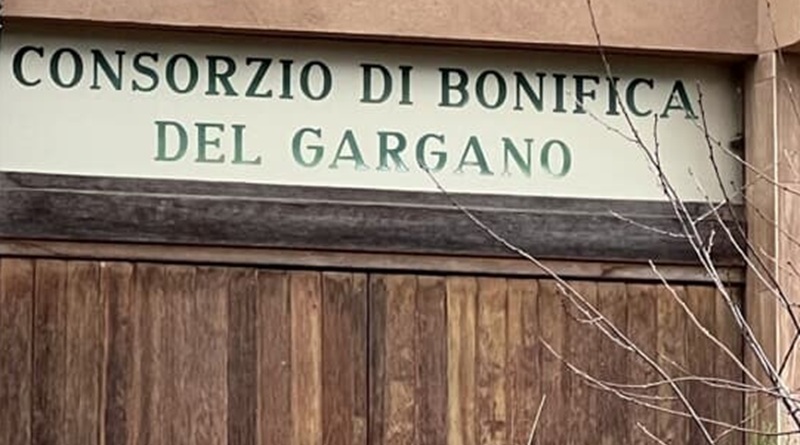 CONSORZIO DI BONIFICA
DEL GARGANO